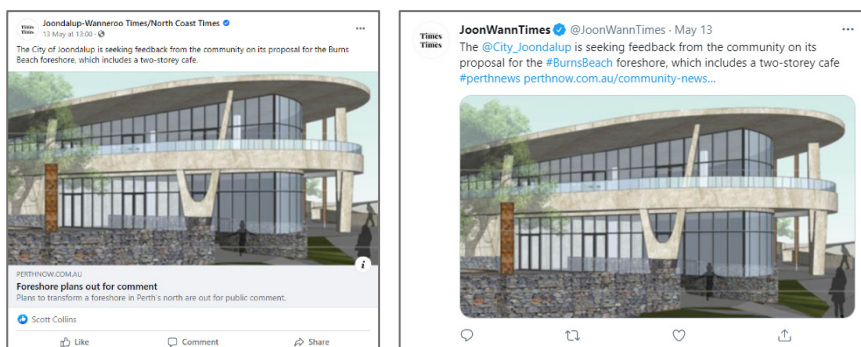 Times
Times
Joondalup-Wanneroo Times/North Coast Times
13 May at 13:00 ·
The City of Joondalup is seeking feedback from the community on its proposal for the Burns
Beach foreshore, which includes a two-storey cafe.
PERTHNOW.COM.AU
Foreshore plans out for comment
Plans to transform a foreshore in Perth's north are out for public comment.
Scott Collins
Like
Comment
Share
Times
Times
JoonWannTimes @JoonWannTimes · May 13
The @City_Joondalup is seeking feedback from the community on its
proposal for the #BurnsBeach foreshore, which includes a two-storey cafe
#perthnews perthnow.com.au/community-news…